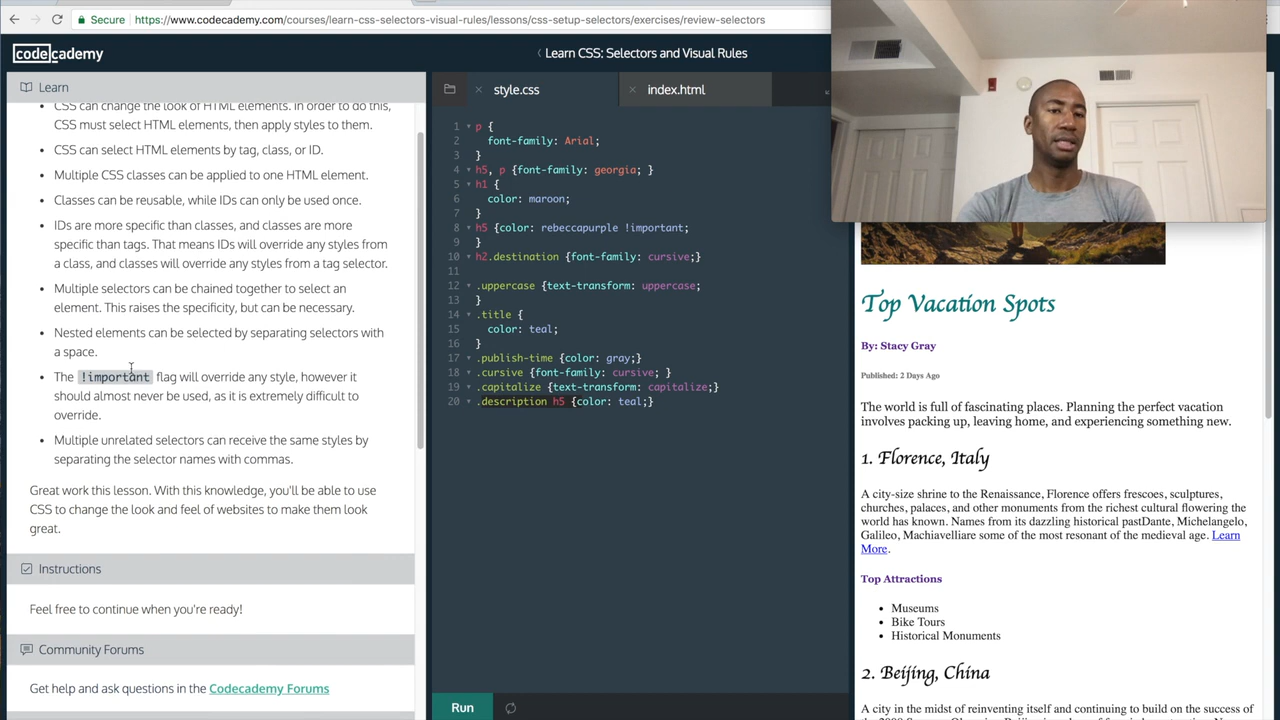 Secure https://www.codecademy.com/courses/learn-css-selectors-visual-rules/lessons/css-setup-selectors/exercises/review-selectors
codecademy
Learn CSS: Selectors and Visual Rules
Learn
CSS can change the look of HTML elements. In order to do this,
CSS must select HTML elements, then apply styles to them.
CSS can select HTML elements by tag, class, or ID.
Multiple CSS classes can be applied to one HTML element.
Classes can be reusable, while IDs can only be used once.
IDs are more specific than classes, and classes are more
specific than tags. That means IDs will override any styles from
a class, and classes will override any styles from a tag selector.
Multiple selectors can be chained together to select an
element. This raises the specificity, but can be necessary.
Nested elements can be selected by separating selectors with
a space.
The !important flag will override any style, however it
should almost never be used, as it is extremely difficult to
override.
Multiple unrelated selectors can receive the same styles by
separating the selector names with commas.
Great work this lesson. With this knowledge, you'll be able to use
CSS to change the look and feel of websites to make them look
great.
Instructions
Feel free to continue when you're ready!
Community Forums
Get help and ask questions in the Codecademy Forums
style.css
index.html
1 p {
2 font-family: Arial;
3 }
4 h5, p {font-family: georgia; }
5 h1 {
6 color: maroon;
7 }
8 h5 {color: rebeccapurple !important;
9 }
10 h2.destination {font-family: cursive;}
11
12 .uppercase {text-transform: uppercase;
13 }
14 .title {
15 color: teal;
16 }
17 .publish-time {color: gray;}
18 .cursive {font-family: cursive; }
19 .capitalize {text-transform: capitalize;}
20 .description h5 {color: teal;}
Run
Top Vacation Spots
By: Stacy Gray
Published: 2 Days Ago
The world is full of fascinating places. Planning the perfect vacation
involves packing up, leaving home, and experiencing something new.
1. Florence, Italy
A city-size shrine to the Renaissance, Florence offers frescoes, sculptures,
churches, palaces, and other monuments from the richest cultural flowering the
world has known. Names from its dazzling historical pastDante, Michelangelo,
Galileo, Machiavelliare some of the most resonant of the medieval age. Learn
More.
Top Attractions
Museums
Bike Tours
Historical Monuments
2. Beijing, China
A city in the midst of reinventing itself and continuing to build on the success of